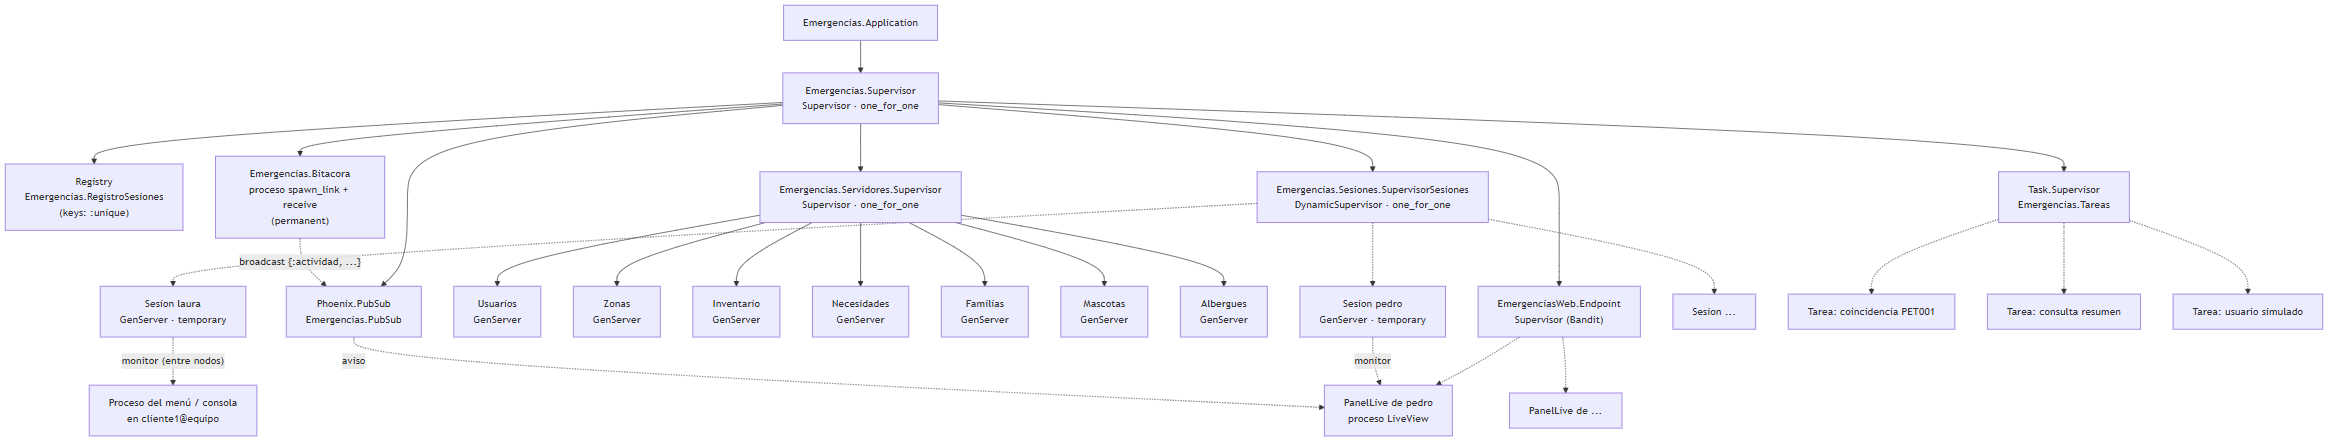 Emergencias.Application
Emergencias.Supervisor
Supervisor · one_for_one
Registry
Emergencias.RegistroSesiones
(keys: :unique)
Emergencias.Bitacora
proceso spawn_link +
receive
(permanent)
Emergencias.Servidores.Supervisor
Supervisor · one_for_one
Emergencias.Sesiones.SupervisorSesiones
DynamicSupervisor · one_for_one
Task.Supervisor
Emergencias.Tareas
broadcast {:actividad, ...}
Sesion laura
GenServer · temporary
Phoenix.PubSub
Emergencias.PubSub
Usuarios
GenServer
Zonas
GenServer
Inventario
GenServer
Necesidades
GenServer
Familias
GenServer
Mascotas
GenServer
Albergues
GenServer
Sesion pedro
GenServer · temporary
EmergenciasWeb.Endpoint
Supervisor (Bandit)
Sesion ...
Tarea: coincidencia PET001
Tarea: consulta resumen
Tarea: usuario simulado
monitor (entre nodos)
aviso
monitor
Proceso del menú / consola
en cliente1@equipo
PanelLive de pedro
proceso LiveView
PanelLive de ...